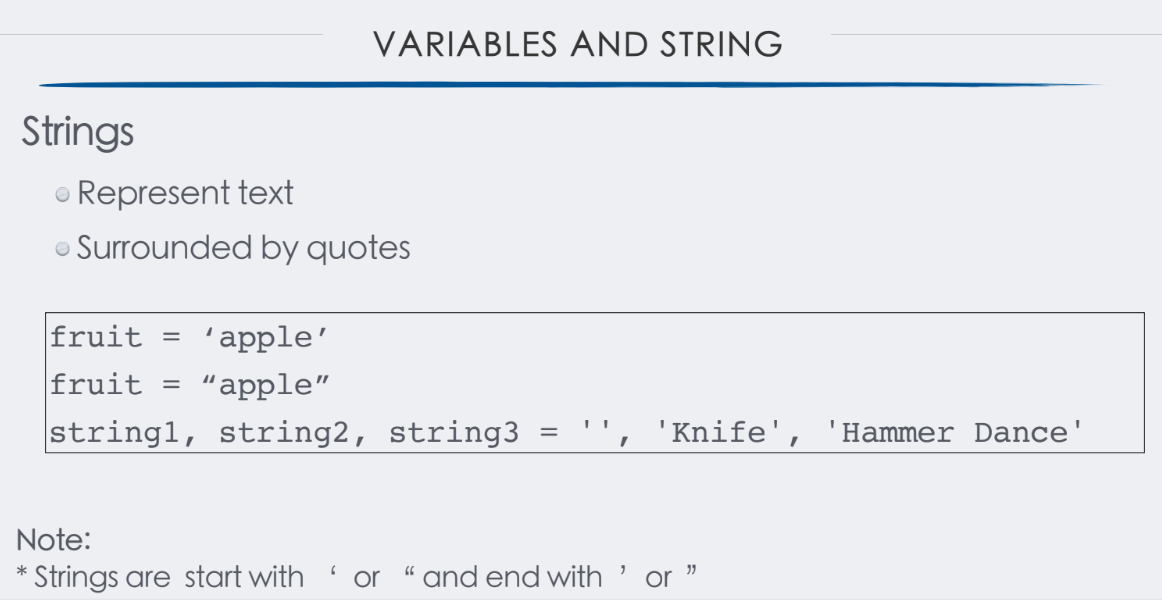 VARIABLES AND STRING
Strings
Represent text
Surrounded by quotes
fruit = ‘apple’
fruit = “apple”
string1, string2, string3 = '', 'Knife', 'Hammer Dance'
Note:
* Strings are start with ‘ or “ and end with ’ or ”